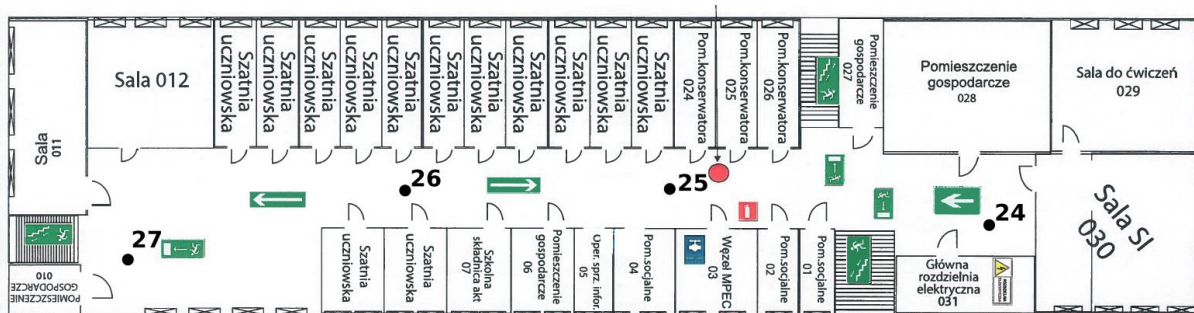 Sala
011
Sala 012
Szatnia
uczniowska
Szatnia
uczniowska
Szatnia
uczniowska
Szatnia
uczniowska
Szatnia
uczniowska
Szatnia
uczniowska
Szatnia
uczniowska
Szatnia
uczniowska
Szatnia
uczniowska
Szatnia
uczniowska
Szatnia
uczniowska
Pom.konserwatora
024
Pom.konserwatora
025
Pom.konserwatora
026
Pomieszczenie
gospodarcze
027
Pomieszczenie
gospodarcze
028
Sala do ćwiczeń
029
26
25
24
27
Sala SI
030
POMIESZCZENIE
GOSPODARCZE
010
Szatnia
uczniowska
Szatnia
uczniowska
Szkolna
składnica akt
07
Pomieszczenie
gospodarcze
06
Oper. sprz. infor.
05
Pom.socjalne
04
Węzeł MPEC
03
Pom.socjalne
02
Pom.socjalne
01
Główna
rozdzielnia
elektryczna
031